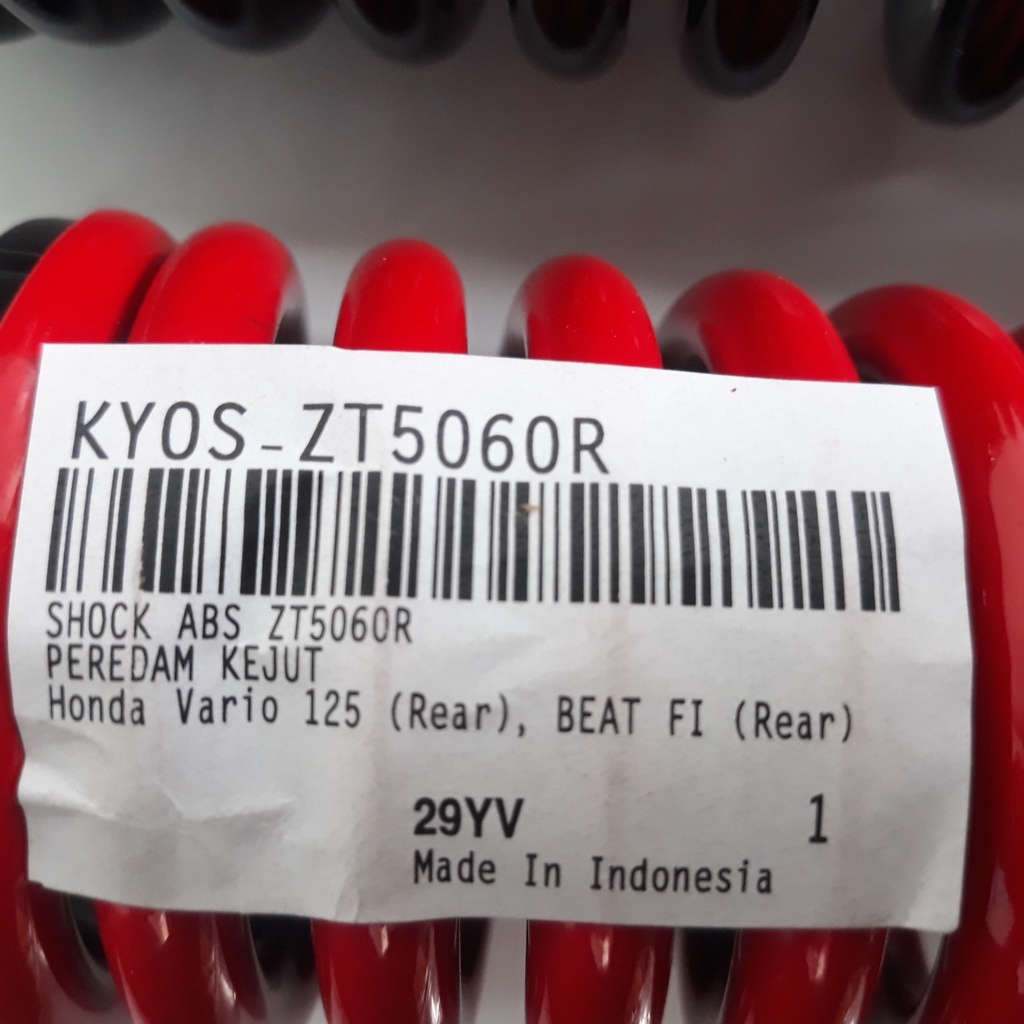 KYOS-ZT5060R
SHOCK ABS ZT5060R
PEREDAM KEJUT
Honda Vario 125 (Rear), BEAT FI (Rear)
29YV 1
Made In Indonesia